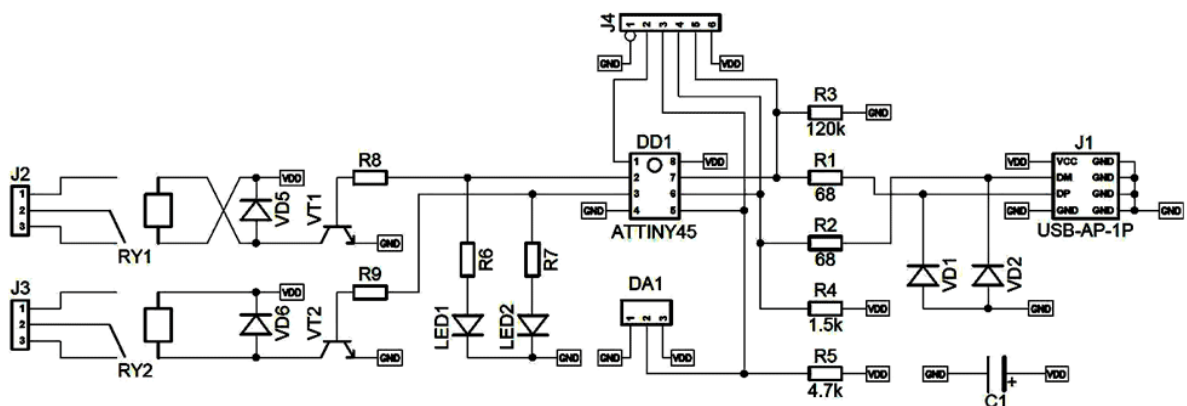 J4
1 2 3 4 5 6
GND
VDD
R3
GND
120k
DD1
J1
J2
R8
1 8
VDD
R1
VDD
VCC GND
1
2
3
VDD
VD5
VT1
2 7
3 6
4 5
GND
68
DM GND
DP GND
GND GND
GND
GND
RY1
GND
ATTINY45
R2
USB-AP-1P
J3
R9
R6
R7
68
VD1
VD2
1
2
3
VDD
DA1
R4
VD6
VT2
LED1
LED2
1 2 3
VDD
GND
1.5k
RY2
GND
GND
GND
VDD
R5
VDD
4.7k
GND
+
VDD
C1